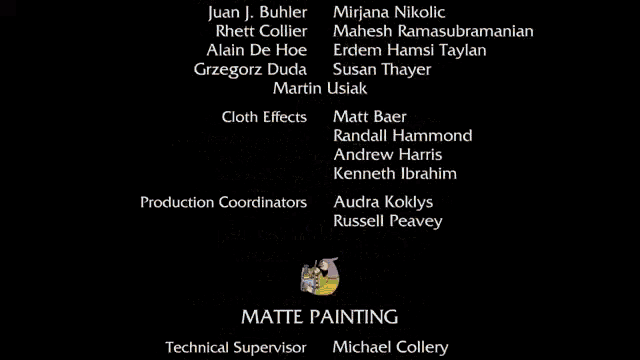 Juan J. Buhler Mirjana Nikolic
Rhett Collier Mahesh Ramasubramanian
Alain De Hoe Erdem Hamsi Taylan
Grzegorz Duda Susan Thayer
Martin Usiak
Cloth Effects Matt Baer
Randall Hammond
Andrew Harris
Kenneth Ibrahim
Production Coordinators Audra Koklys
Russell Peavey
MATTE PAINTING
Technical Supervisor Michael Collery